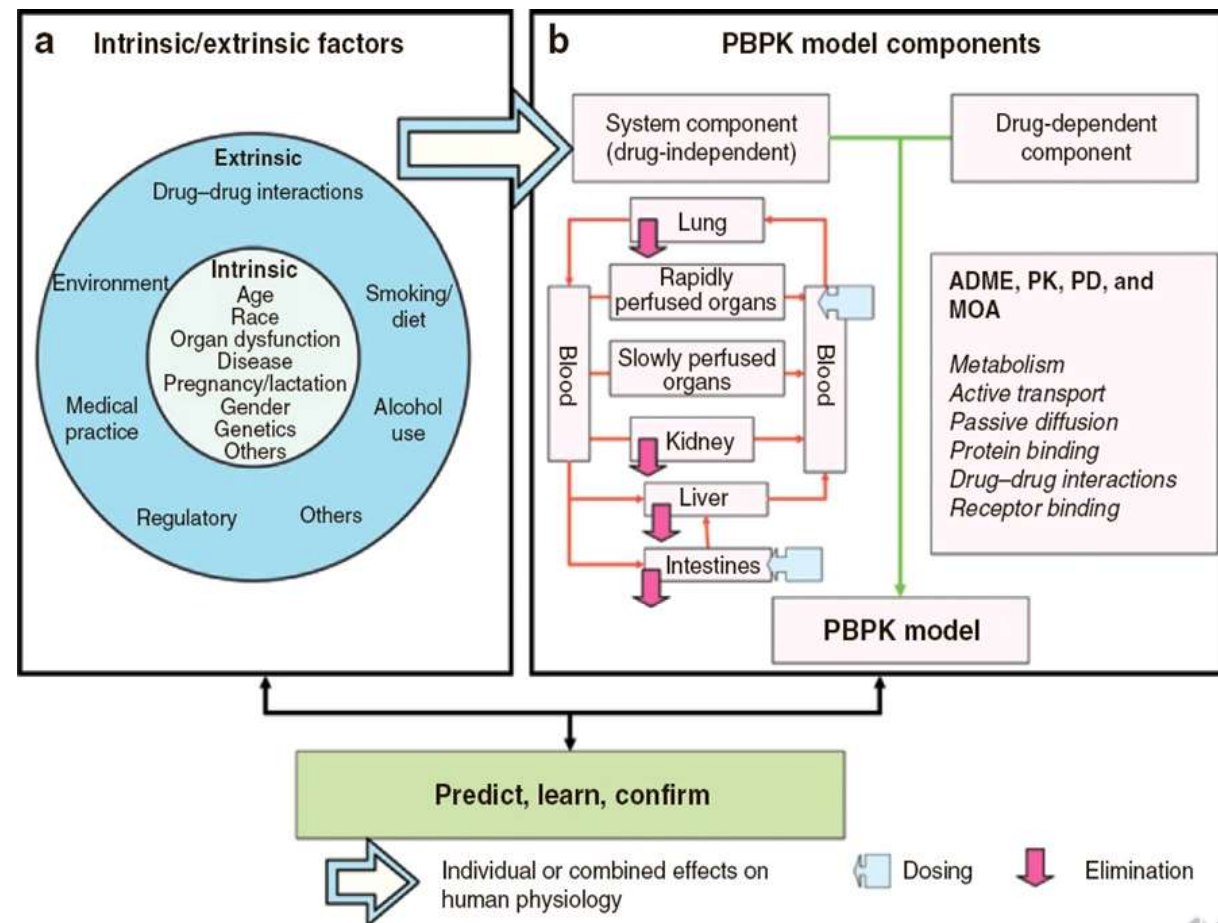 a Intrinsic/extrinsic factors
Extrinsic
Drug–drug interactions
Environment
Smoking/
diet
Medical
practice
Alcohol
use
Regulatory
Others
Intrinsic
Age
Race
Organ dysfunction
Disease
Pregnancy/lactation
Gender
Genetics
Others
b PBPK model components
System component
(drug-independent)
Drug-dependent
component
Lung
Rapidly
perfused organs
Slowly perfused
organs
Kidney
Liver
Intestines
Blood
Blood
ADME, PK, PD, and
MOA
Metabolism
Active transport
Passive diffusion
Protein binding
Drug–drug interactions
Receptor binding
PBPK model
Predict, learn, confirm
Individual or combined effects on
human physiology
Dosing
Elimination